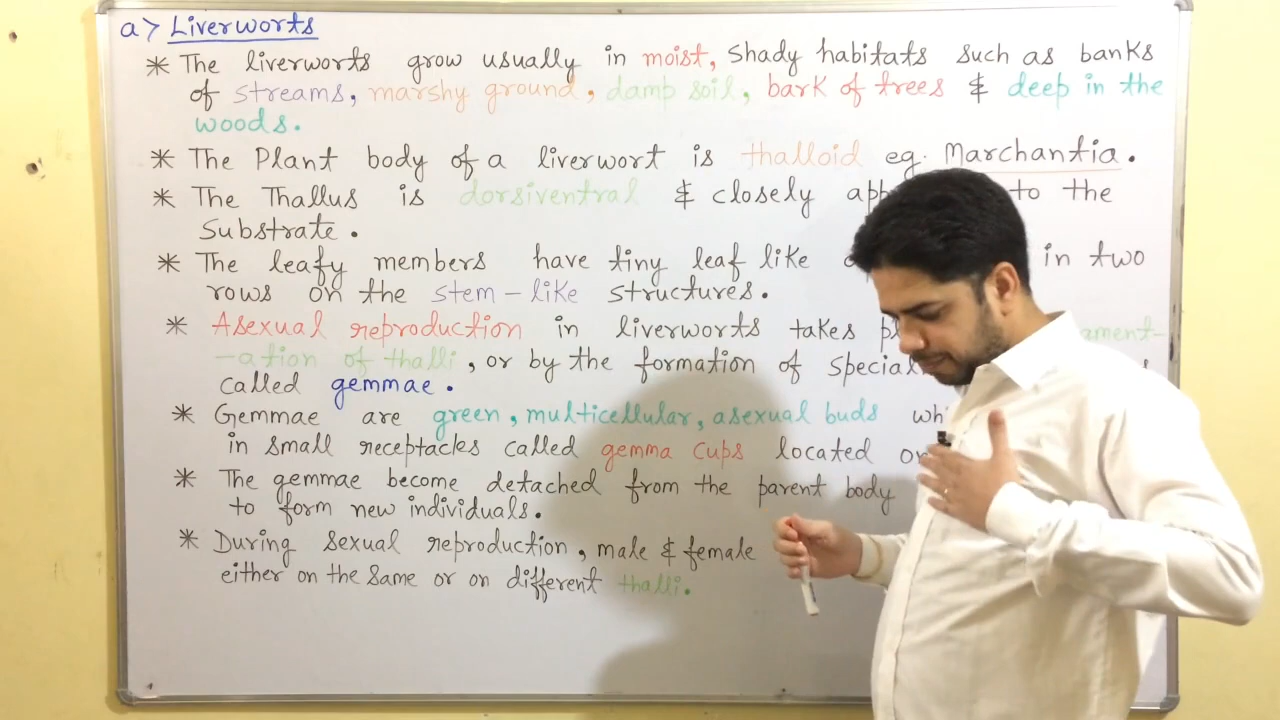 a> Liverworts
* The liverworts grow usually in moist, shady habitats such as banks
of streams, marshy ground, damp soil, bark of trees & deep in the
woods.
* The Plant body of a liverwort is thalloid eg. Marchantia.
* The Thallus is dorsiventral & closely app to the
Substrate.
* The leafy members have tiny leaf like in two
rows on the stem-like structures.
* Asexual reproduction in liverworts takes ament-
-ation of thalli, or by the formation of special
called gemmae.
* Gemmae are green, multicellular, asexual buds
in small receptacles called gemma cups located on
* The gemmae become detached from the parent body
to form new individuals.
* During sexual reproduction, male & female
either on the same or on different thalli.